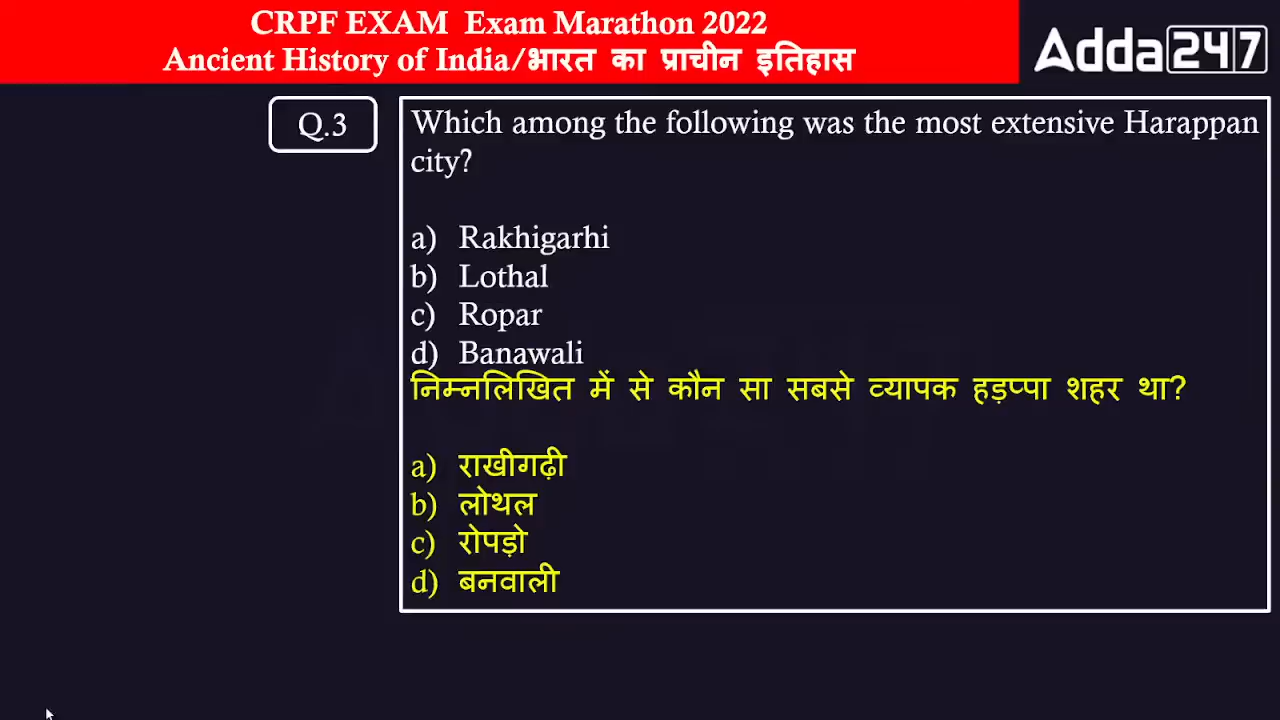 CRPF EXAM Exam Marathon 2022
Ancient History of India/भारत का प्राचीन इतिहास
Adda247
Q.3
Which among the following was the most extensive Harappan
city?
a) Rakhigarhi
b) Lothal
c) Ropar
d) Banawali
निम्नलिखित में से कौन सा सबसे व्यापक हड़प्पा शहर था?
a) राखीगढ़ी
b) लोथल
c) रोपड़ो
d) बनवाली